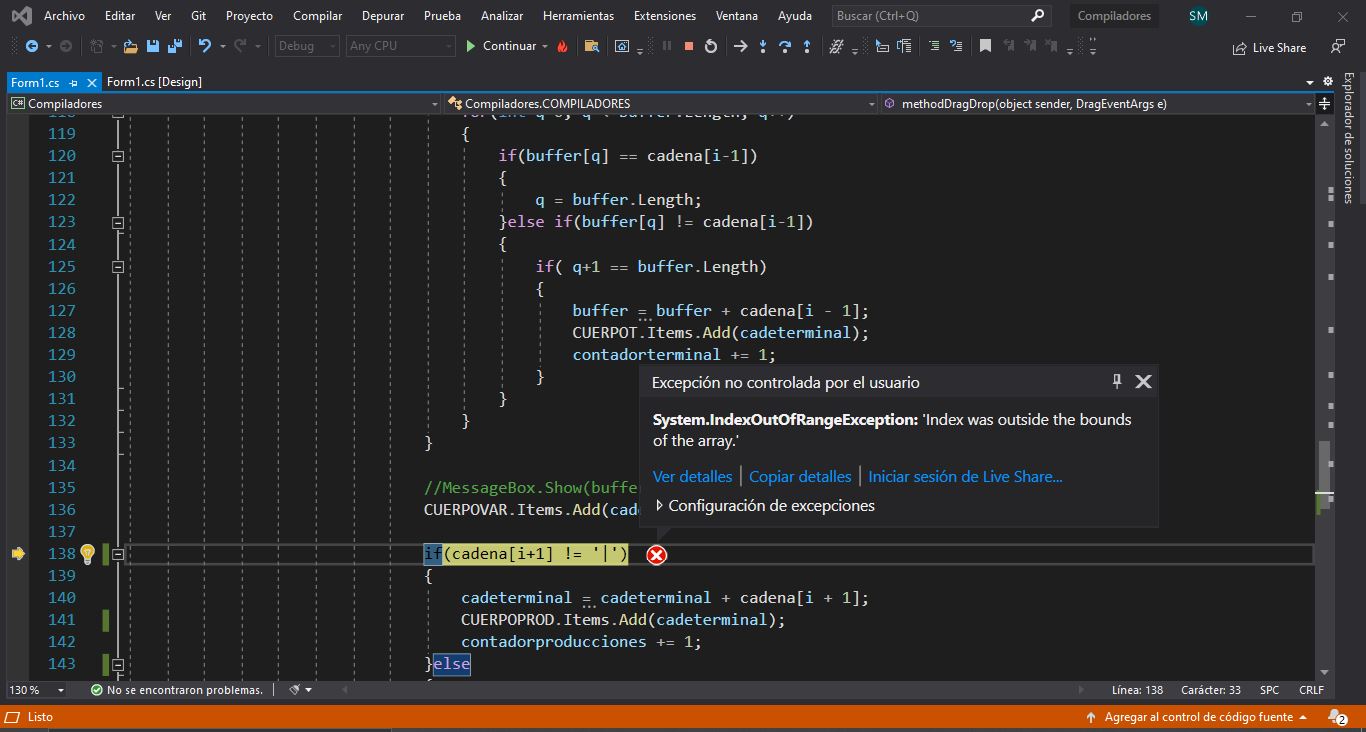 Archivo Editar Ver Git Proyecto Compilar Depurar Prueba Analizar Herramientas Extensiones Ventana Ayuda Buscar (Ctrl+Q) Compiladores SM
Debug Any CPU Continuar Live Share
Form1.cs Form1.cs [Design]
C# Compiladores Compiladores.COMPILADORES methodDragDrop(object sender, DragEventArgs e)
Explorador de soluciones
119 {
120 if(buffer[q] == cadena[i-1])
121 {
122 q = buffer.Length;
123 }else if(buffer[q] != cadena[i-1])
124 {
125 if( q+1 == buffer.Length)
126 {
127 buffer = buffer + cadena[i - 1];
128 CUERPOT.Items.Add(cadeterminal);
129 contadorterminal += 1;
130 }
131 }
132 }
133 }
134
135 //MessageBox.Show(buffe
136 CUERPOVAR.Items.Add(cad
137
138 if(cadena[i+1] != '|')
139 {
140 cadeterminal = cadeterminal + cadena[i + 1];
141 CUERPOPROD.Items.Add(cadeterminal);
142 contadorproducciones += 1;
143 }else
Excepción no controlada por el usuario
System.IndexOutOfRangeException: 'Index was outside the bounds
of the array.'
Ver detalles | Copiar detalles | Iniciar sesión de Live Share...
Configuración de excepciones
130 % No se encontraron problemas. Línea: 138 Carácter: 33 SPC CRLF
Listo Agregar al control de código fuente 2